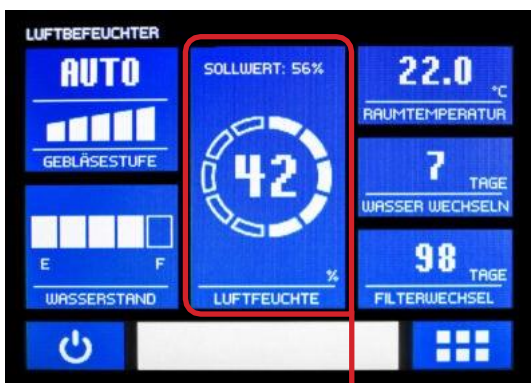 LUFTBEFEUCHTER
AUTO
GEBLÄSESTUFE
E F
WASSERSTAND
SOLLWERT: 56%
42
%
LUFTFEUCHTE
22.0 °C
RAUMTEMPERATUR
7 TAGE
WASSER WECHSELN
98 TAGE
FILTERWECHSEL